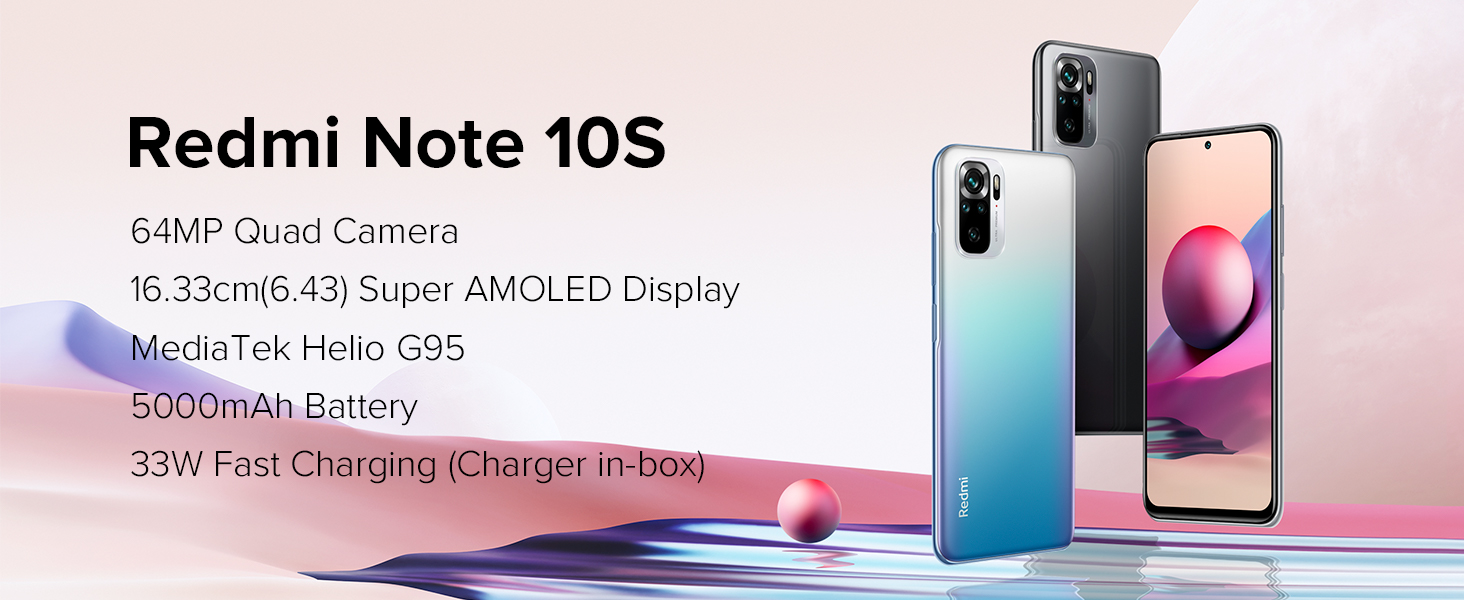 Redmi Note 10S
64MP Quad Camera
16.33cm(6.43) Super AMOLED Display
MediaTek Helio G95
5000mAh Battery
33W Fast Charging (Charger in-box)
Redmi